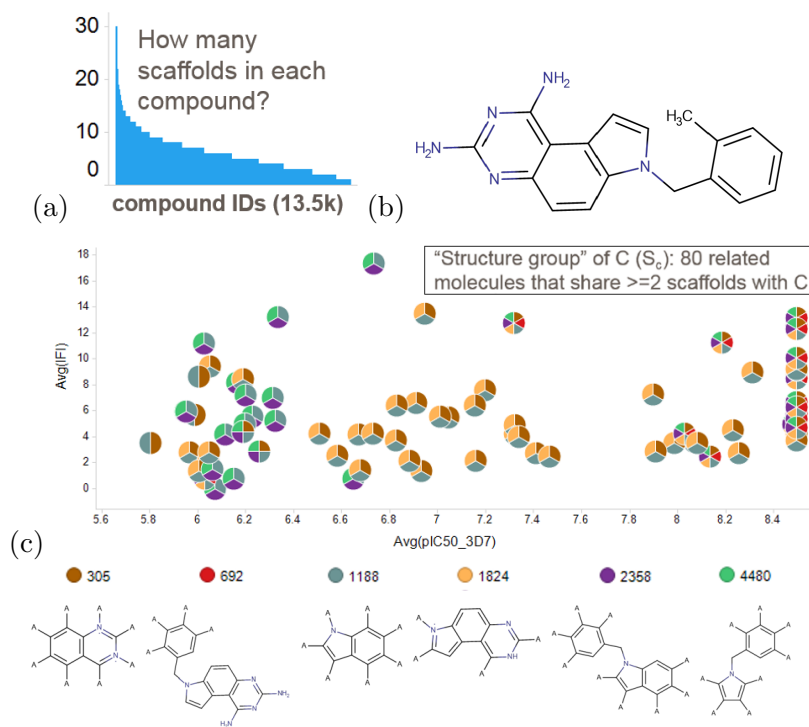 30
20
10
0
How many
scaffolds in each
compound?
compound IDs (13.5k)
(a)
NH₂
N
H₂N
N
N
H₃C
(b)
"Structure group" of C (S_c): 80 related
molecules that share >=2 scaffolds with C
18
16
14
12
10
8
6
4
2
0
Avg(IFI)
5.6 5.8 6 6.2 6.4 6.6 6.8 7 7.2 7.4 7.6 7.8 8 8.2 8.4
Avg(pIC50_3D7)
(c)
305 692 1188 1824 2358 4480
A A A A A A A N N
A A A A N N N NH₂ H₂N
A A A A A A A N
A A A A N N NH
A A A A A A A A A A N
A A A A A A A A N